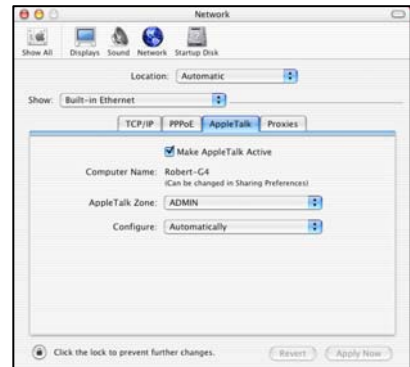 Network
Show All Displays Sound Network Startup Disk
Location: Automatic
Show: Built-in Ethernet
TCP/IP PPPoE AppleTalk Proxies
Make AppleTalk Active
Computer Name: Robert-G4
(Can be changed in Sharing Preferences)
AppleTalk Zone: ADMIN
Configure: Automatically
Click the lock to prevent further changes. Revert Apply Now